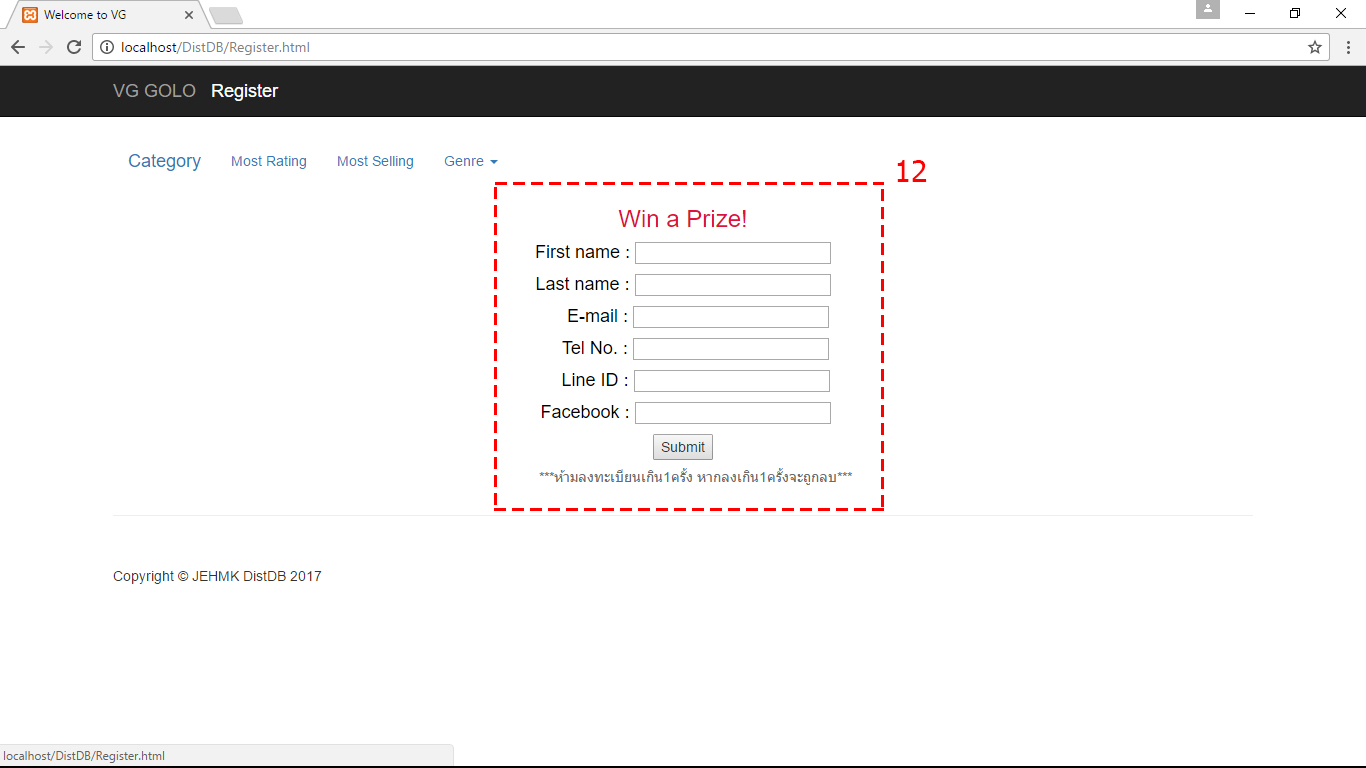 Welcome to VG
localhost/DistDB/Register.html
VG GOLO Register
Category Most Rating Most Selling Genre
12
Win a Prize!
First name :
Last name :
E-mail :
Tel No. :
Line ID :
Facebook :
Submit
***ห้ามลงทะเบียนเกิน1ครั้ง หากลงเกิน1ครั้งจะถูกลบ***
Copyright © JEHMK DistDB 2017
localhost/DistDB/Register.html